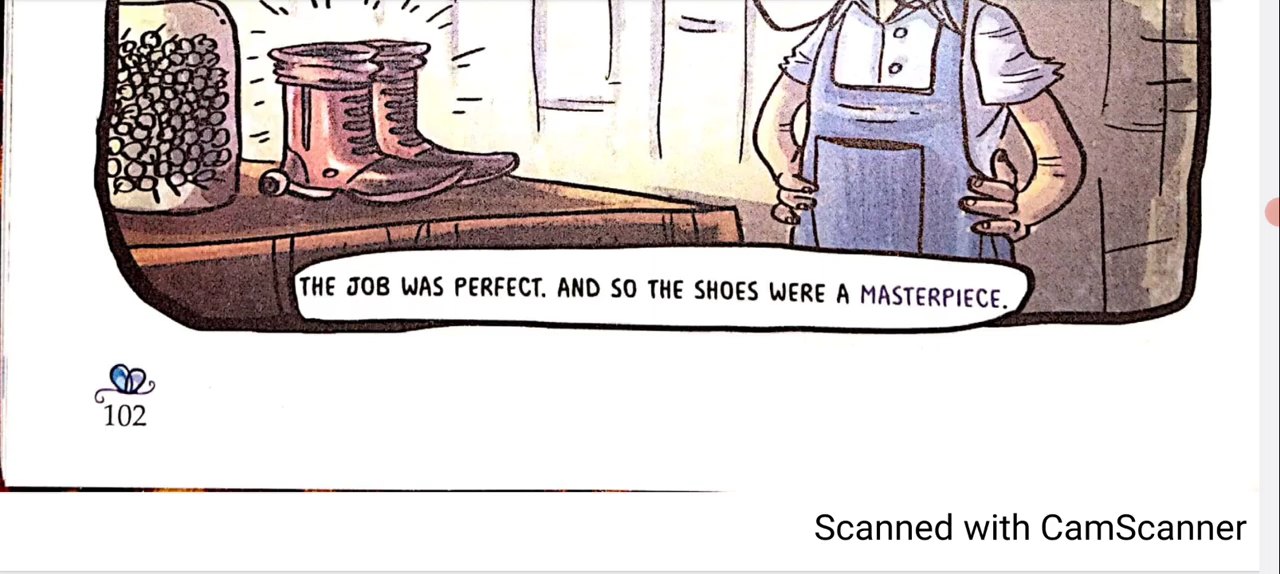 THE JOB WAS PERFECT. AND SO THE SHOES WERE A MASTERPIECE.
102
Scanned with CamScanner